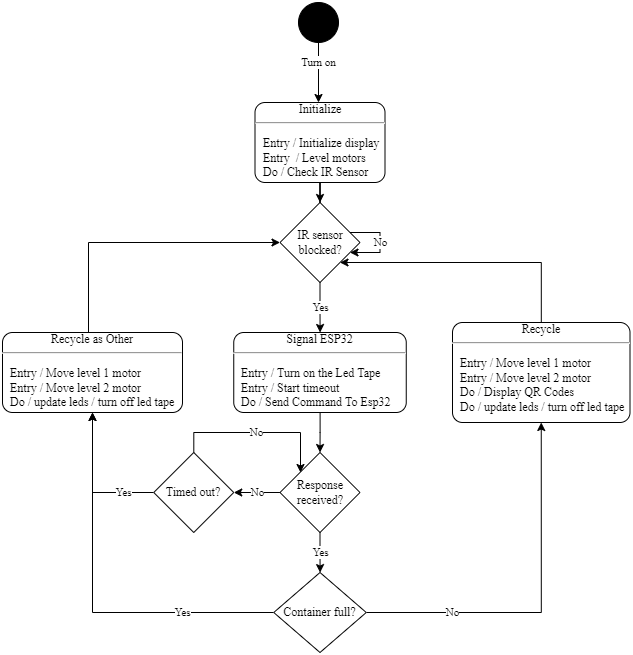 Turn on
Initialize
Entry / Initialize display
Entry  / Level motors
Do / Check IR Sensor
IR sensor
blocked?
No
Yes
Recycle as Other
Entry / Move level 1 motor
Entry / Move level 2 motor
Do / update leds / turn off led tape
Signal ESP32
Entry / Turn on the Led Tape
Entry / Start timeout
Do / Send Command To Esp32
Recycle
Entry / Move level 1 motor
Entry / Move level 2 motor
Do / Display QR Codes
Do / update leds / turn off led tape
No
Yes
Timed out?
No
Response
received?
Yes
Yes
Container full?
No